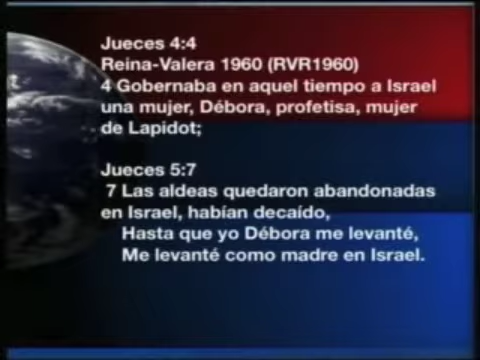 Jueces 4:4
Reina-Valera 1960 (RVR1960)
4 Gobernaba en aquel tiempo a Israel
una mujer, Débora, profetisa, mujer
de Lapidot;
Jueces 5:7
7 Las aldeas quedaron abandonadas
en Israel, habían decaído,
Hasta que yo Débora me levanté,
Me levanté como madre en Israel.